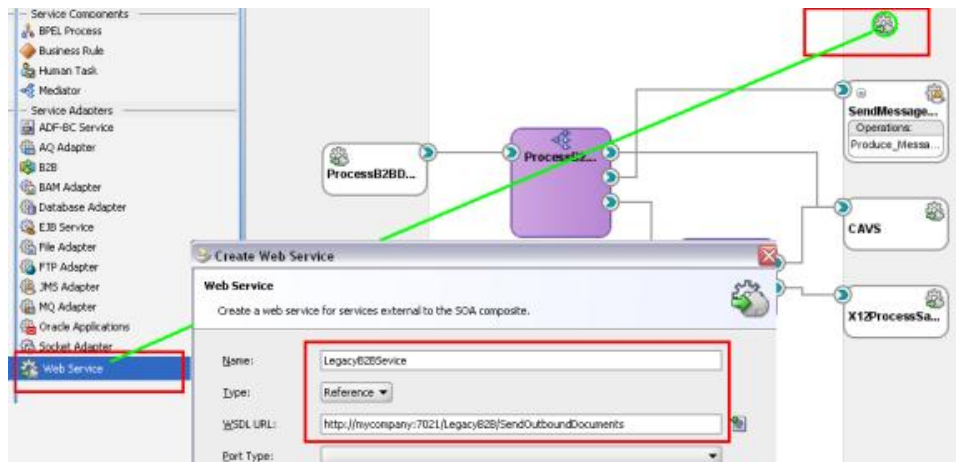 Service Components
BPEL Process
Business Rule
Human Task
Mediator
Service Adapters
ADF-BC Service
AQ Adapter
B2B
BAM Adapter
Database Adapter
EJB Service
File Adapter
FTP Adapter
JMS Adapter
MQ Adapter
Oracle Applications
Socket Adapter
Web Service
ProcessB2BD...
ProcessB2...
SendMessage...
Operations:
Produce_Messa...
CAVS
X12ProcessSa...
Create Web Service
Web Service
Create a web service for services external to the SOA composite.
Name: LegacyB2BSevice
Type: Reference
WSDL URL: http://mycompany:7021/LegacyB2B/SendOutboundDocuments
Port Type: